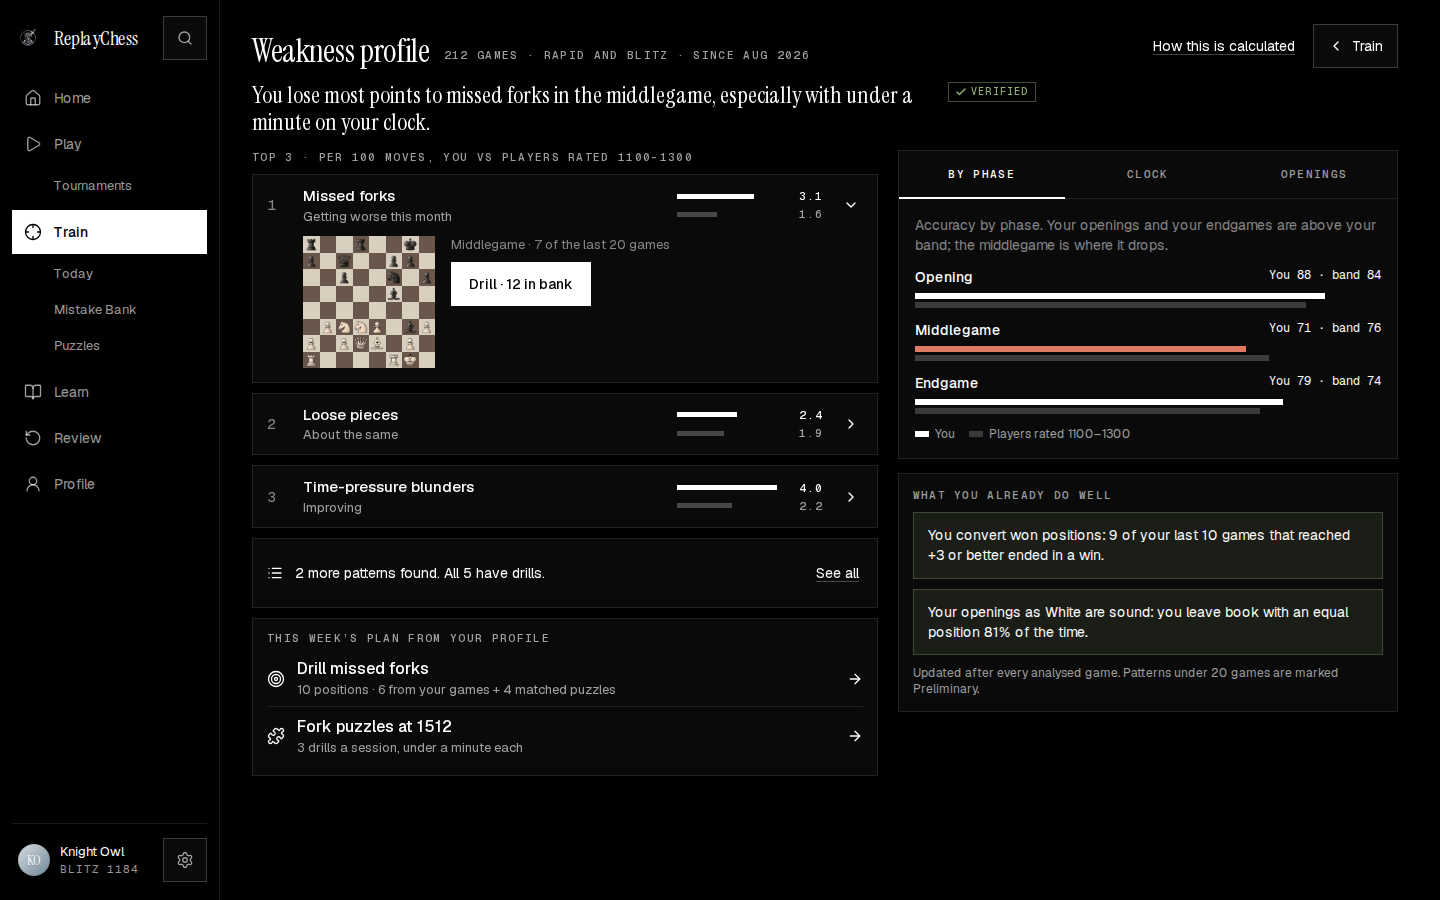 ReplayChess
Home
Play
Tournaments
Train
Today
Mistake Bank
Puzzles
Learn
Review
Profile
KO
Knight Owl
BLITZ 1184
Weakness profile
212 GAMES · RAPID AND BLITZ · SINCE AUG 2026
How this is calculated
Train
You lose most points to missed forks in the middlegame, especially with under a
minute on your clock.
VERIFIED
TOP 3 · PER 100 MOVES, YOU VS PLAYERS RATED 1100-1300
1
Missed forks
Getting worse this month
3.1
1.6
Middlegame · 7 of the last 20 games
Drill · 12 in bank
2
Loose pieces
About the same
2.4
1.9
3
Time-pressure blunders
Improving
4.0
2.2
2 more patterns found. All 5 have drills.
See all
THIS WEEK'S PLAN FROM YOUR PROFILE
Drill missed forks
10 positions · 6 from your games + 4 matched puzzles
Fork puzzles at 1512
3 drills a session, under a minute each
BY PHASE
CLOCK
OPENINGS
Accuracy by phase. Your openings and your endgames are above your
band; the middlegame is where it drops.
Opening
You 88 · band 84
Middlegame
You 71 · band 76
Endgame
You 79 · band 74
You
Players rated 1100–1300
WHAT YOU ALREADY DO WELL
You convert won positions: 9 of your last 10 games that reached
+3 or better ended in a win.
Your openings as White are sound: you leave book with an equal
position 81% of the time.
Updated after every analysed game. Patterns under 20 games are marked
Preliminary.